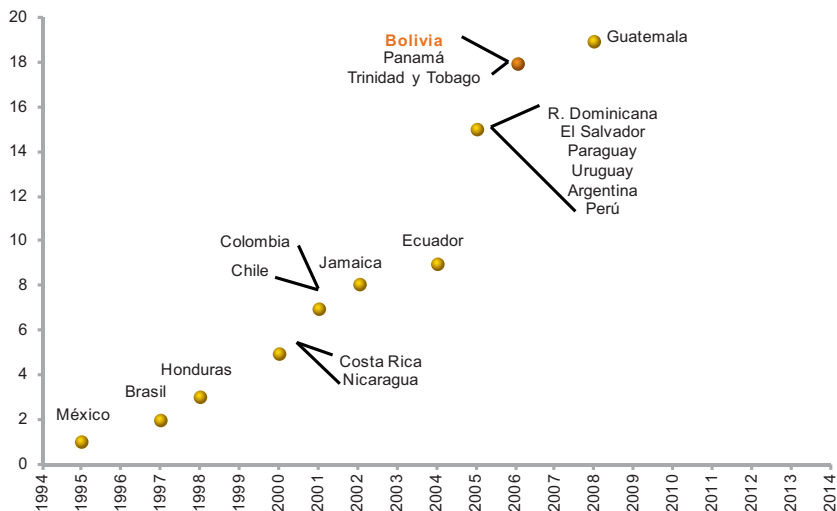 20
18
16
14
12
10
8
6
4
2
0
Bolivia
Panamá
Trinidad y Tobago
Guatemala
R. Dominicana
El Salvador
Paraguay
Uruguay
Argentina
Perú
Colombia
Chile
Jamaica
Ecuador
Costa Rica
Nicaragua
Honduras
Brasil
México
1994
1995
1996
1997
1998
1999
2000
2001
2002
2003
2004
2005
2006
2007
2008
2009
2010
2011
2012
2013
2014